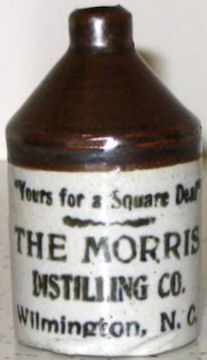 "Yours for a Square Deal"
THE MORRIS
DISTILLING CO.
Wilmington, N. C.